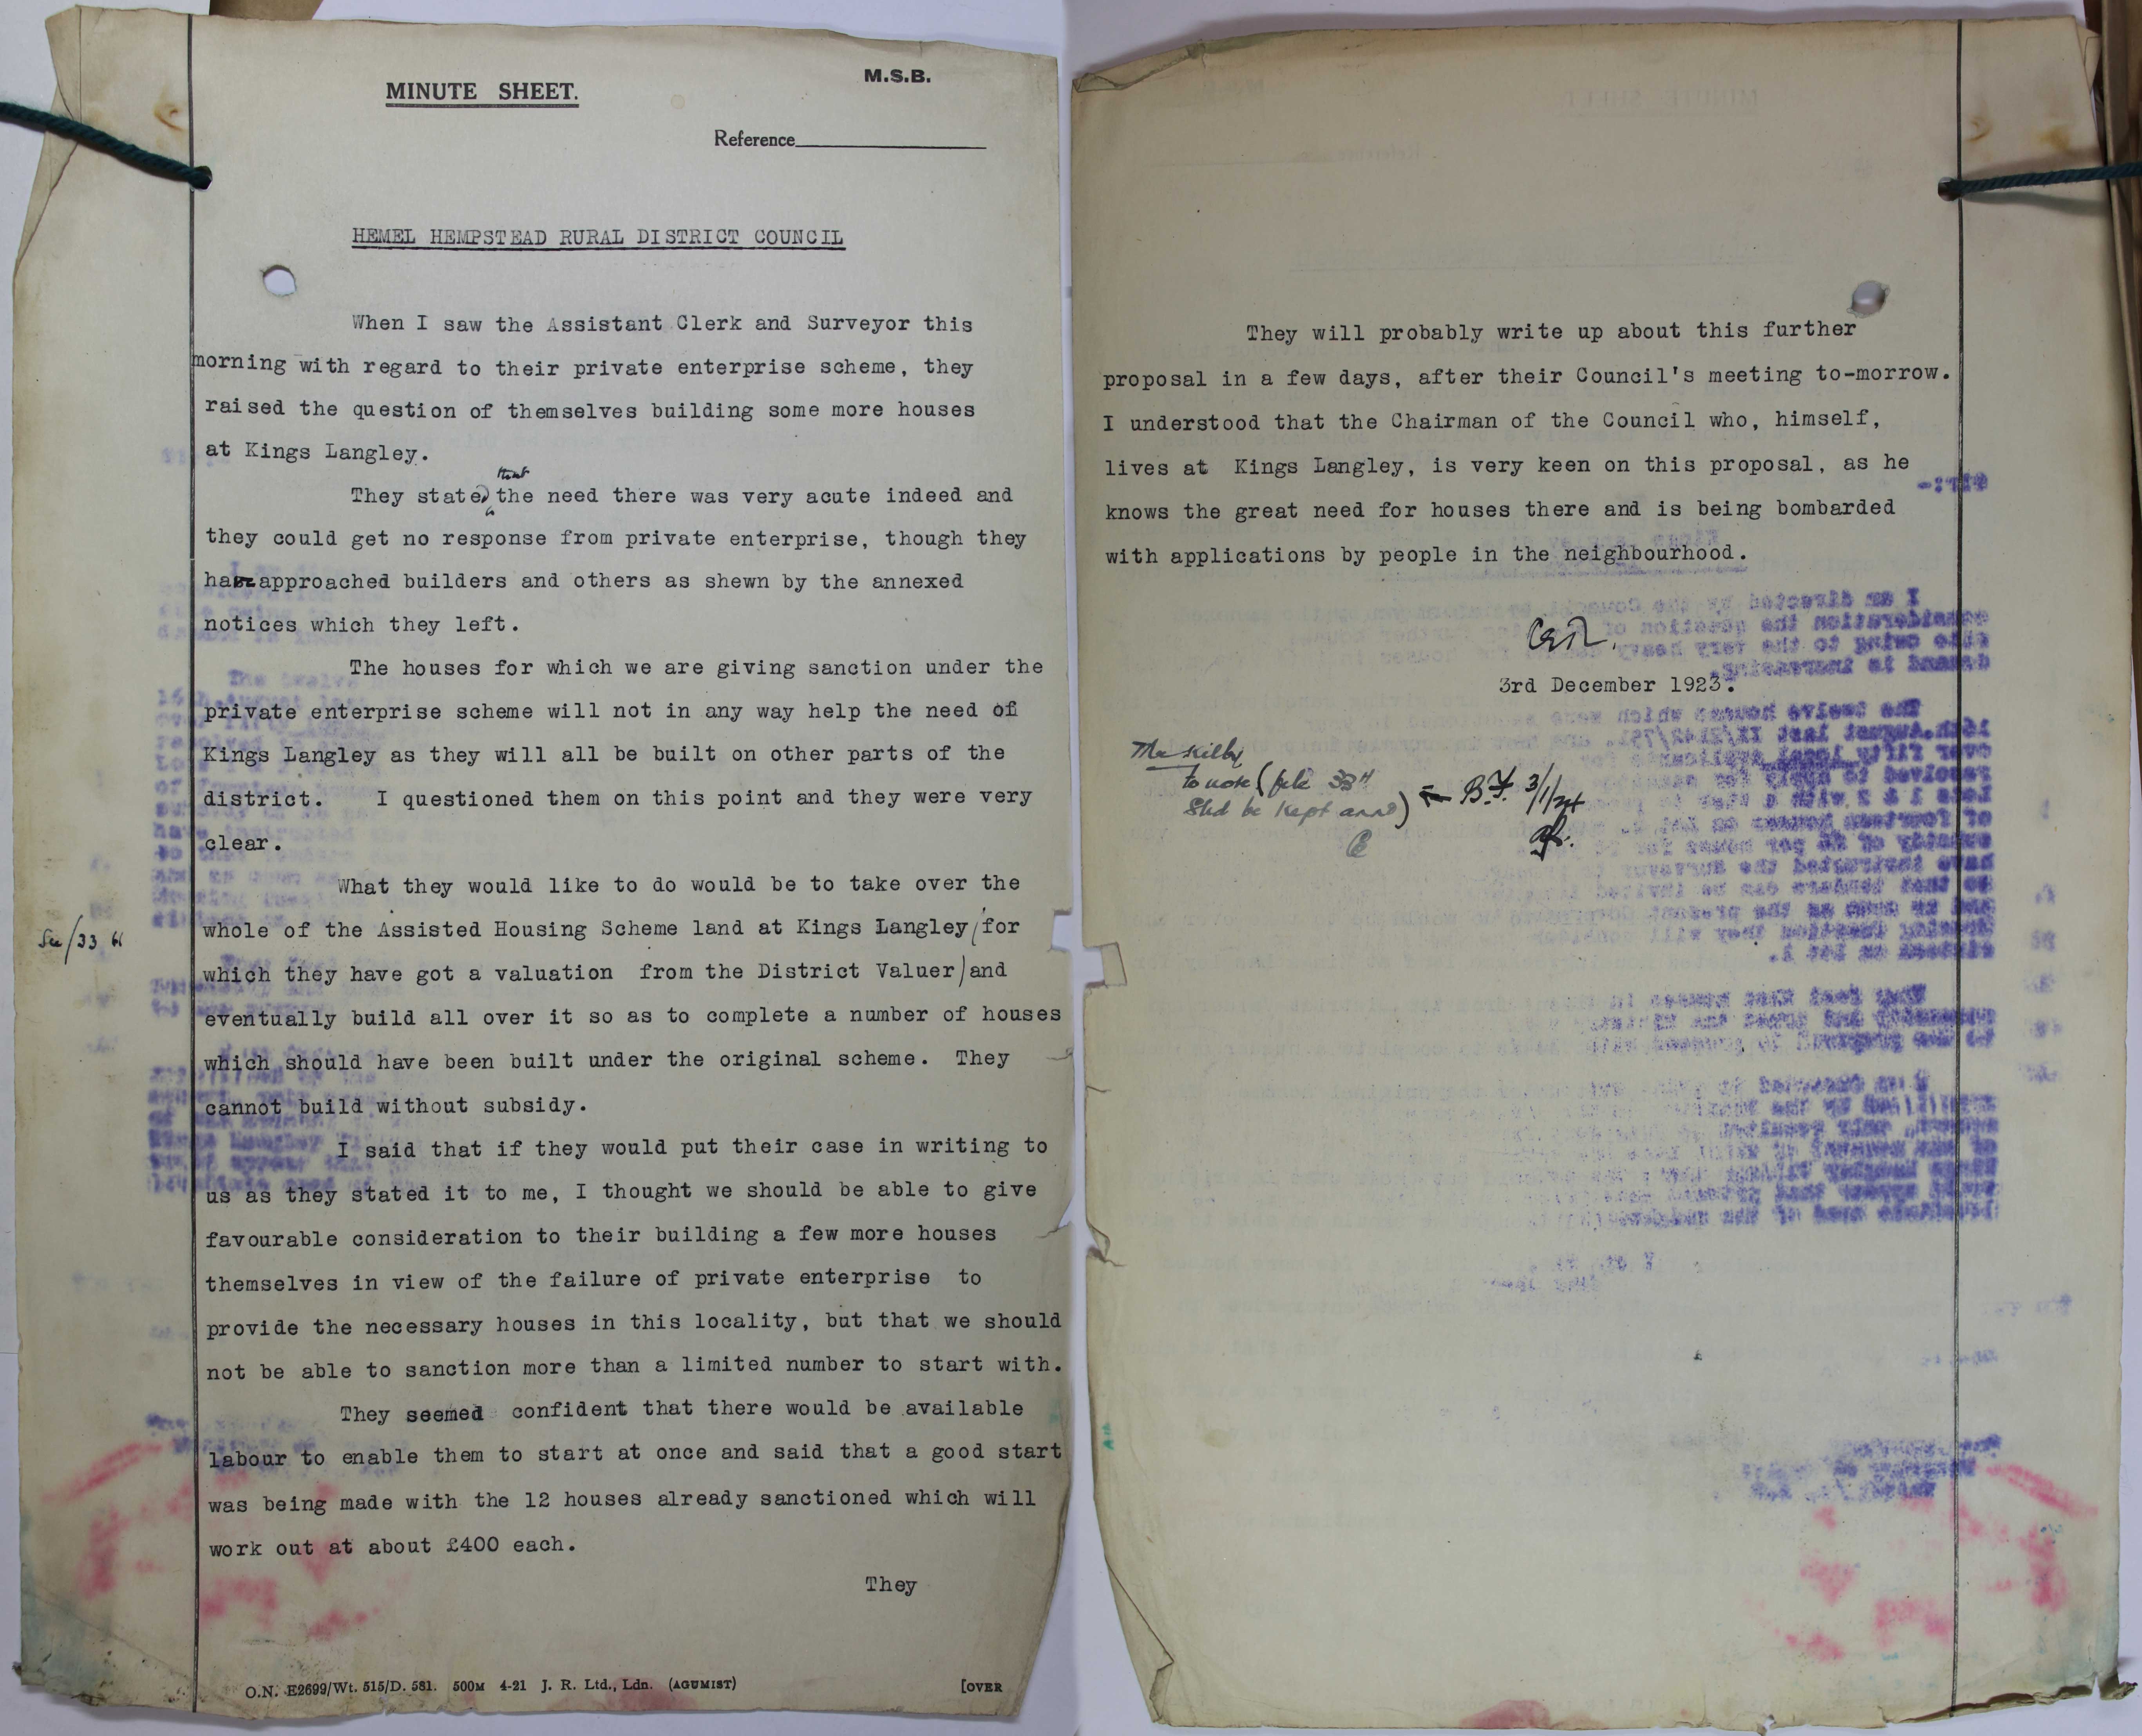 M.S.B.
MINUTE SHEET.
Reference
HEMEL HEMPSTEAD RURAL DISTRICT COUNCIL
When I saw the Assistant Clerk and Surveyor this
morning with regard to their private enterprise scheme, they
raised the question of themselves building some more houses
at Kings Langley.
that
They stated the need there was very acute indeed and
they could get no response from private enterprise, though they
had approached builders and others as shewn by the annexed
notices which they left.
The houses for which we are giving sanction under the
private enterprise scheme will not in any way help the need of
Kings Langley as they will all be built on other parts of the
district. I questioned them on this point and they were very
clear.
What they would like to do would be to take over the
See/33
whole of the Assisted Housing Scheme land at Kings Langley (for
which they have got a valuation from the District Valuer) and
eventually build all over it so as to complete a number of houses
which should have been built under the original scheme. They
cannot build without subsidy.
I said that if they would put their case in writing to
us as they stated it to me, I thought we should be able to give
favourable consideration to their building a few more houses
themselves in view of the failure of private enterprise to
provide the necessary houses in this locality, but that we should
not be able to sanction more than a limited number to start with.
They seemed confident that there would be available
labour to enable them to start at once and said that a good start
was being made with the 12 houses already sanctioned which will
work out at about £400 each.
They
O.N. E2699/Wt. 515/D. 581. 500M 4-21 J. R. Ltd., Ldn. (AGUMIST)
[OVER
They will probably write up about this further
proposal in a few days, after their Council's meeting to-morrow.
I understood that the Chairman of the Council who, himself,
lives at Kings Langley, is very keen on this proposal, as he
knows the great need for houses there and is being bombarded
with applications by people in the neighbourhood.
3rd December 1923.
Mr Kilby
to note (file 33
Shd be kept annd)
B.F. 3/1/24